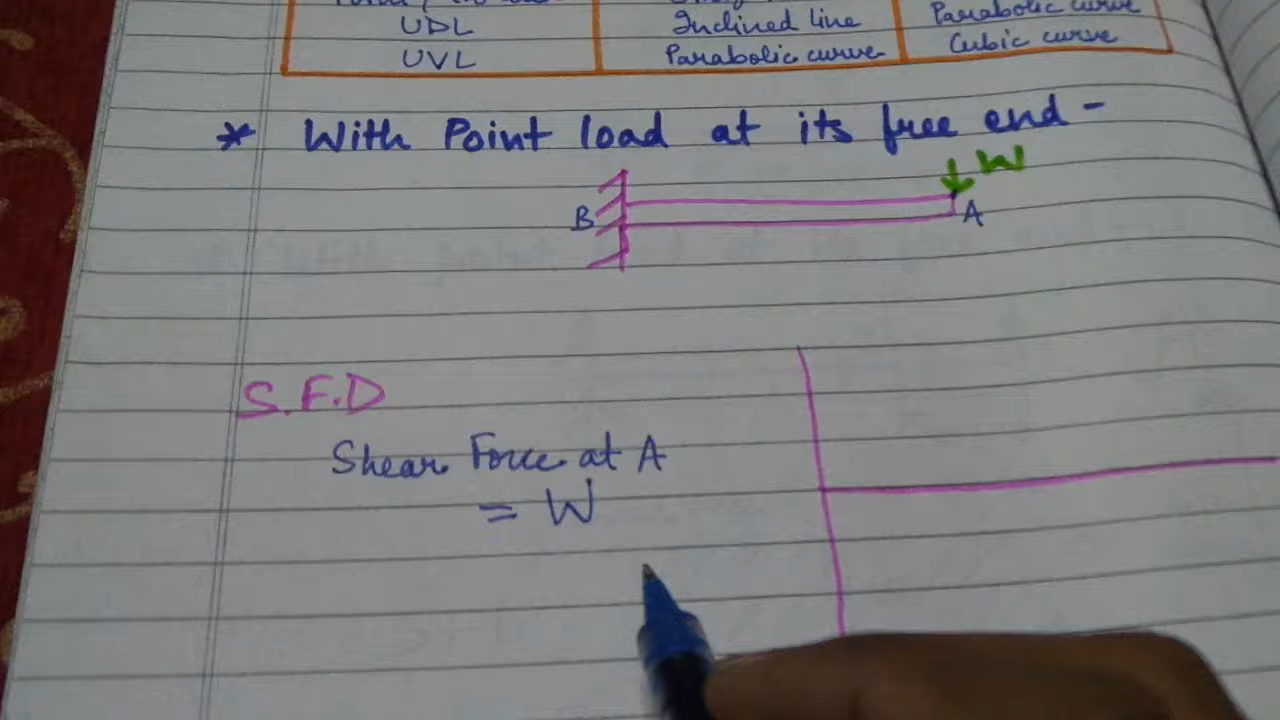 UDL Inclined line Parabolic curve
UVL Parabolic curve Cubic curve
* With Point load at its free end -
W
B A
S.F.D
Shear Force at A
= W